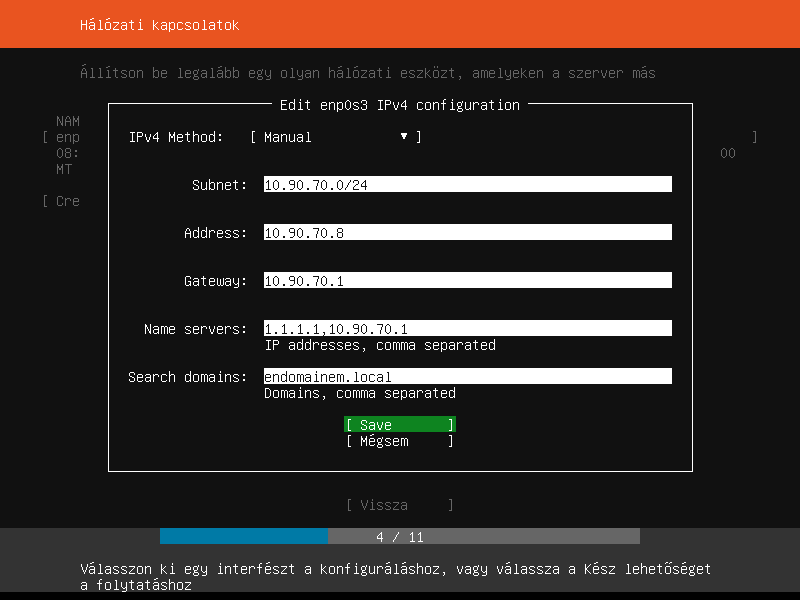 Hálózati kapcsolatok
Állítson be legalább egy olyan hálózati eszközt, amelyeken a szerver más
Edit enp0s3 IPv4 configuration
NAM
IPv4 Method: [ Manual ▼ ]
[ enp ]
08: 00
MT
Subnet: 10.90.70.0/24
[ Cre
Address: 10.90.70.8
Gateway: 10.90.70.1
Name servers: 1.1.1.1,10.90.70.1
IP addresses, comma separated
Search domains: endomainem.local
Domains, comma separated
[ Save ]
[ Mégsem ]
[ Vissza ]
4 / 11
Válasszon ki egy interfészt a konfiguráláshoz, vagy válassza a Kész lehetőséget
a folytatáshoz